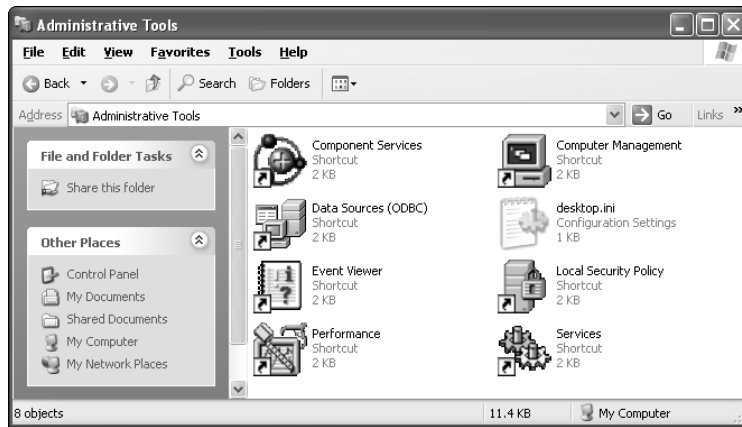 Administrative Tools
File Edit View Favorites Tools Help
Back Search Folders
Address Administrative Tools Go Links »
File and Folder Tasks
Share this folder
Other Places
Control Panel
My Documents
Shared Documents
My Computer
My Network Places
Component Services
Shortcut
2 KB
Computer Management
Shortcut
2 KB
Data Sources (ODBC)
Shortcut
2 KB
desktop.ini
Configuration Settings
1 KB
Event Viewer
Shortcut
2 KB
Local Security Policy
Shortcut
2 KB
Performance
Shortcut
2 KB
Services
Shortcut
2 KB
8 objects 11.4 KB My Computer